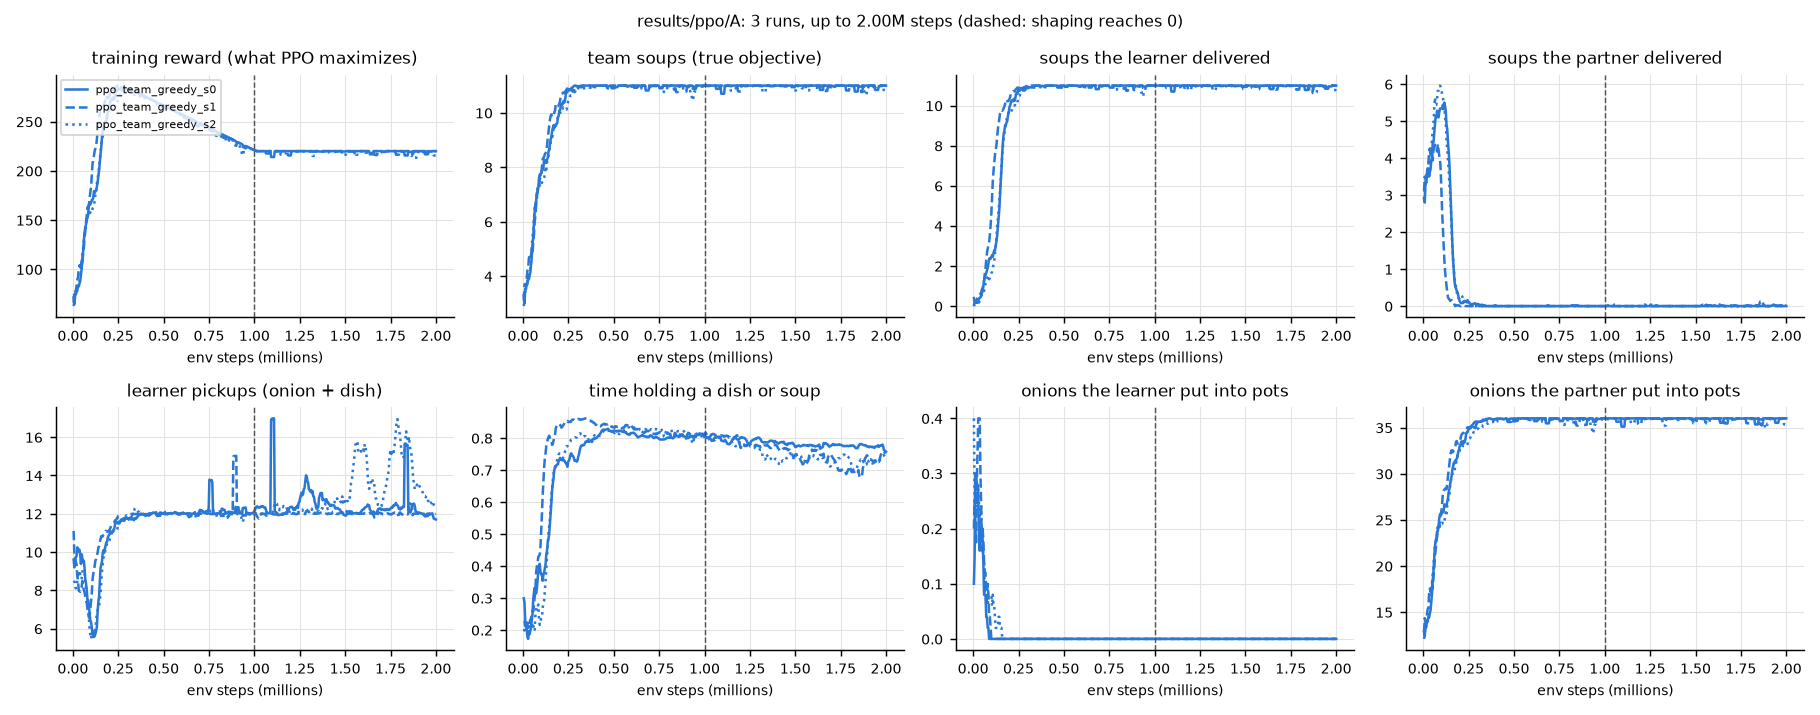 results/ppo/A: 3 runs, up to 2.00M steps (dashed: shaping reaches 0)
training reward (what PPO maximizes)
ppo_team_greedy_s0
ppo_team_greedy_s1
ppo_team_greedy_s2
250
200
150
100
0.00 0.25 0.50 0.75 1.00 1.25 1.50 1.75 2.00
env steps (millions)
team soups (true objective)
10
8
6
4
0.00 0.25 0.50 0.75 1.00 1.25 1.50 1.75 2.00
env steps (millions)
soups the learner delivered
10
8
6
4
2
0
0.00 0.25 0.50 0.75 1.00 1.25 1.50 1.75 2.00
env steps (millions)
soups the partner delivered
6
5
4
3
2
1
0
0.00 0.25 0.50 0.75 1.00 1.25 1.50 1.75 2.00
env steps (millions)
learner pickups (onion + dish)
16
14
12
10
8
6
0.00 0.25 0.50 0.75 1.00 1.25 1.50 1.75 2.00
env steps (millions)
time holding a dish or soup
0.8
0.7
0.6
0.5
0.4
0.3
0.2
0.00 0.25 0.50 0.75 1.00 1.25 1.50 1.75 2.00
env steps (millions)
onions the learner put into pots
0.4
0.3
0.2
0.1
0.0
0.00 0.25 0.50 0.75 1.00 1.25 1.50 1.75 2.00
env steps (millions)
onions the partner put into pots
35
30
25
20
15
0.00 0.25 0.50 0.75 1.00 1.25 1.50 1.75 2.00
env steps (millions)